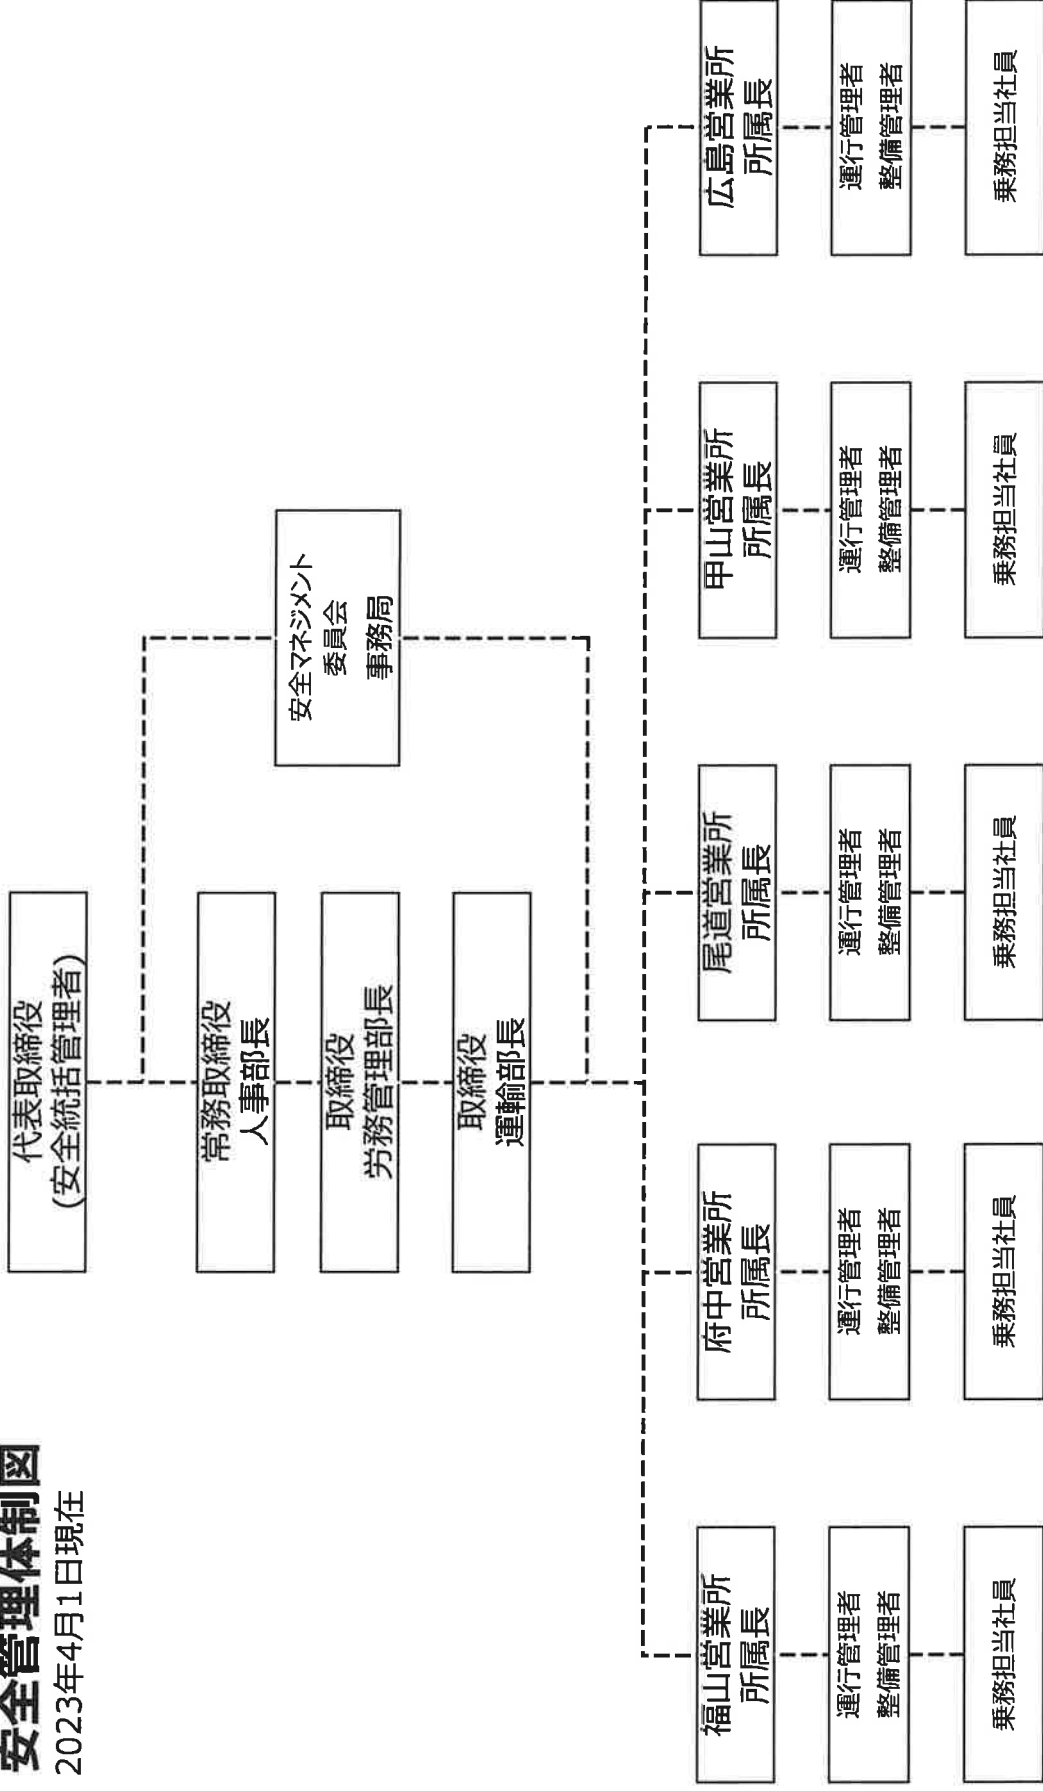 安全管理体制図
2023年4月1日現在
代表取締役
(安全統括管理者)
常務取締役
人事部長
取締役
労務管理部長
取締役
運輸部長
安全マネジメント
委員会
事務局
福山営業所
所属長
府中営業所
所属長
尾道営業所
所属長
甲山営業所
所属長
広島営業所
所属長
運行管理者
整備管理者
運行管理者
整備管理者
運行管理者
整備管理者
運行管理者
整備管理者
運行管理者
整備管理者
乗務担当社員
乗務担当社員
乗務担当社員
乗務担当社員
乗務担当社員